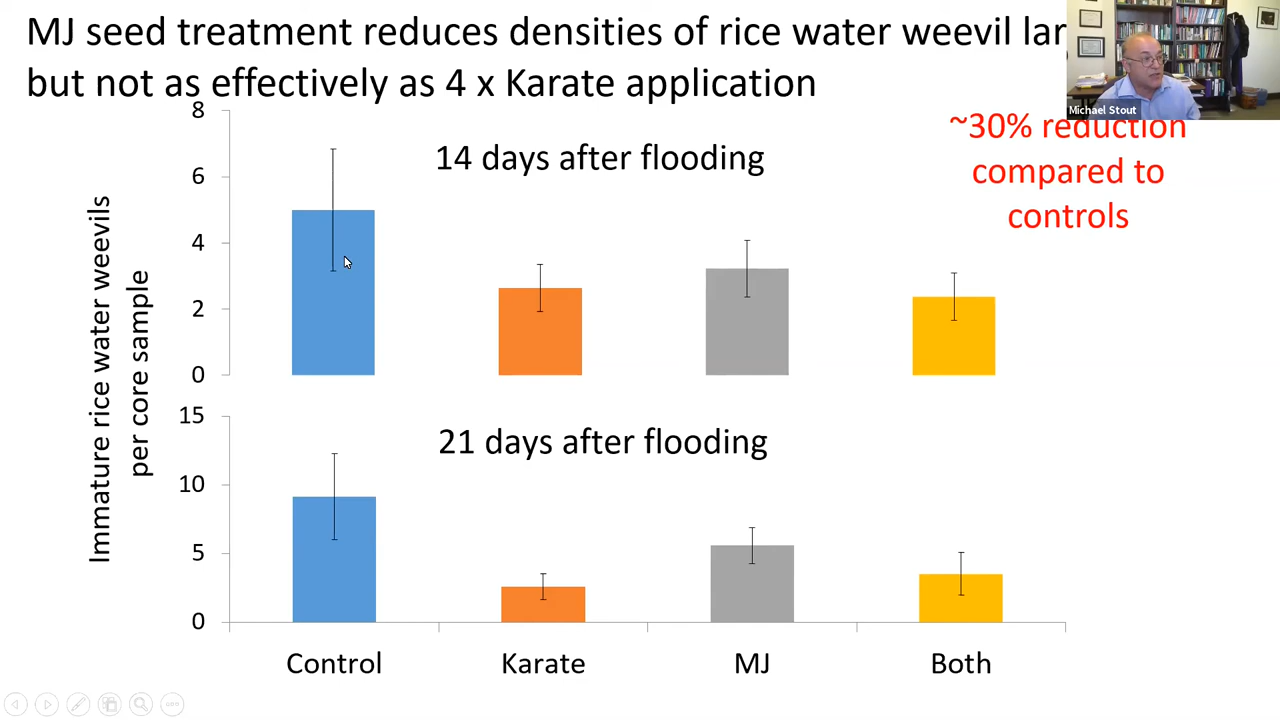 MJ seed treatment reduces densities of rice water weevil
but not as effectively as 4 x Karate application
Michael Stout
~30% reduction
compared to
controls
14 days after flooding
8
6
4
2
0
Immature rice water weevils
per core sample
21 days after flooding
15
10
5
0
Control Karate MJ Both